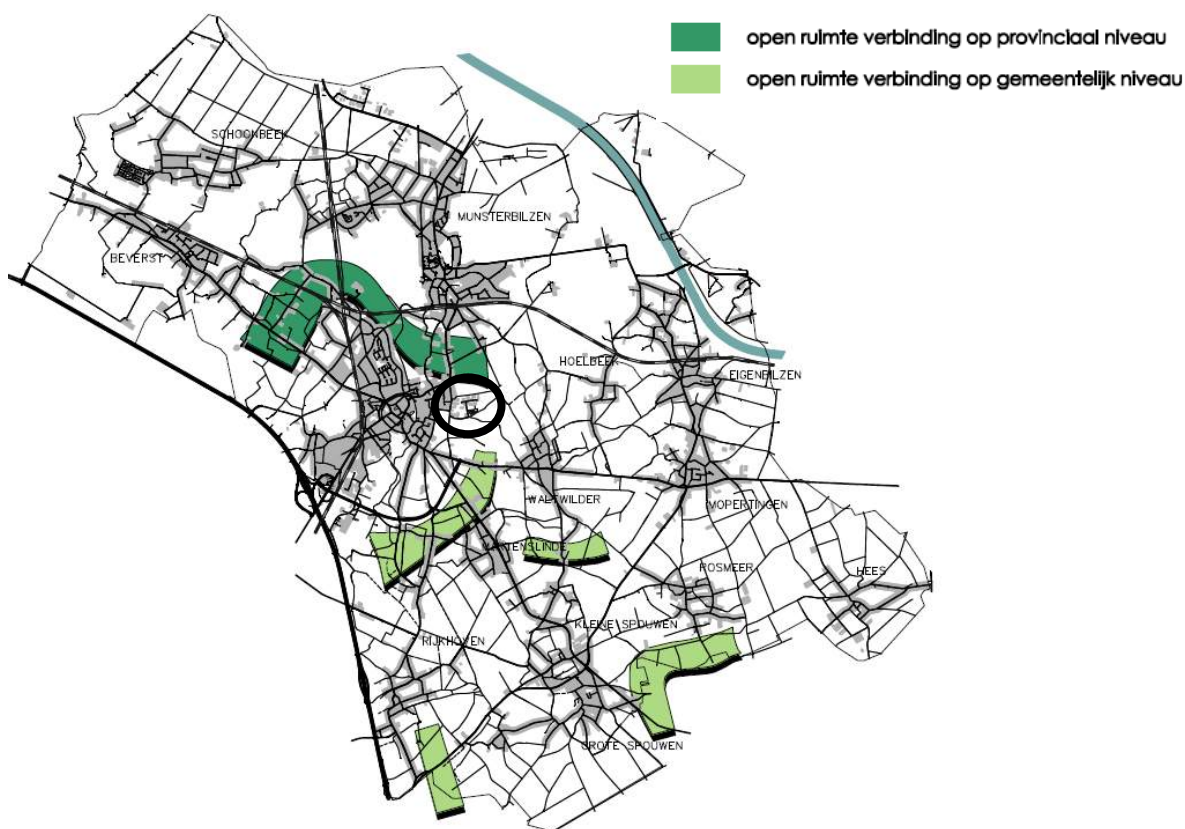 open ruimte verbinding op provinciaal niveau
open ruimte verbinding op gemeentelijk niveau
SCHOONBEEK
MUNSTERBILZEN
BEVERST
HOELBEEK
EIGENBILZEN
WALTWILDER
MOPERTINGEN
MARTENSLINDE
ROSMEER
HEES
KLEINE SPOUWEN
RIJKHOVEN
GROTE SPOUWEN